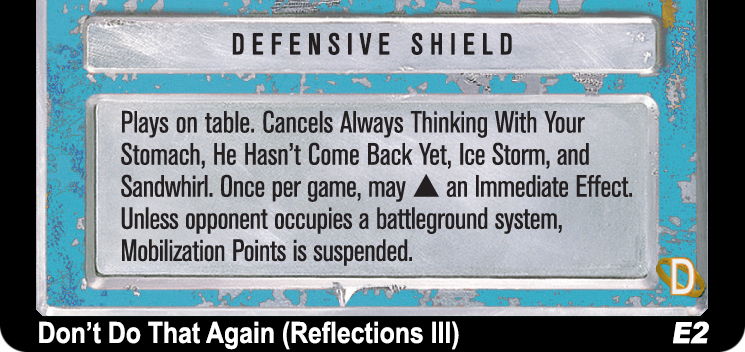 DEFENSIVE SHIELD
Plays on table. Cancels Always Thinking With Your
Stomach, He Hasn't Come Back Yet, Ice Storm, and
Sandwhirl. Once per game, may ▲ an Immediate Effect.
Unless opponent occupies a battleground system,
Mobilization Points is suspended.
D
Don't Do That Again (Reflections III) E2